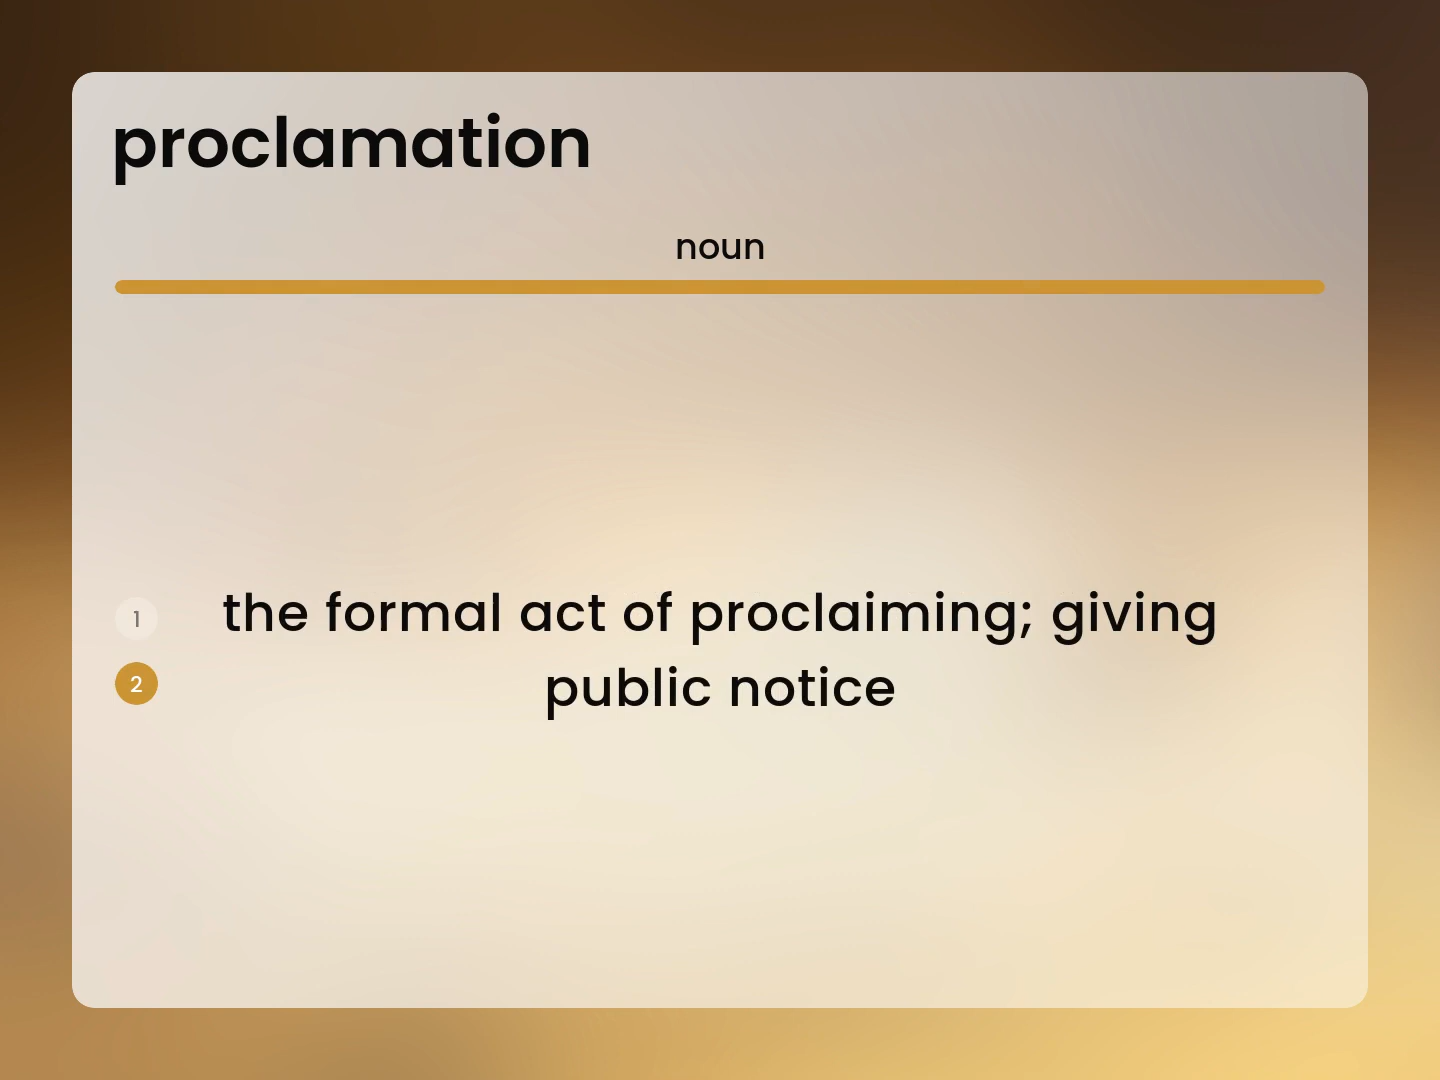 proclamation
noun
1
2
the formal act of proclaiming; giving
public notice